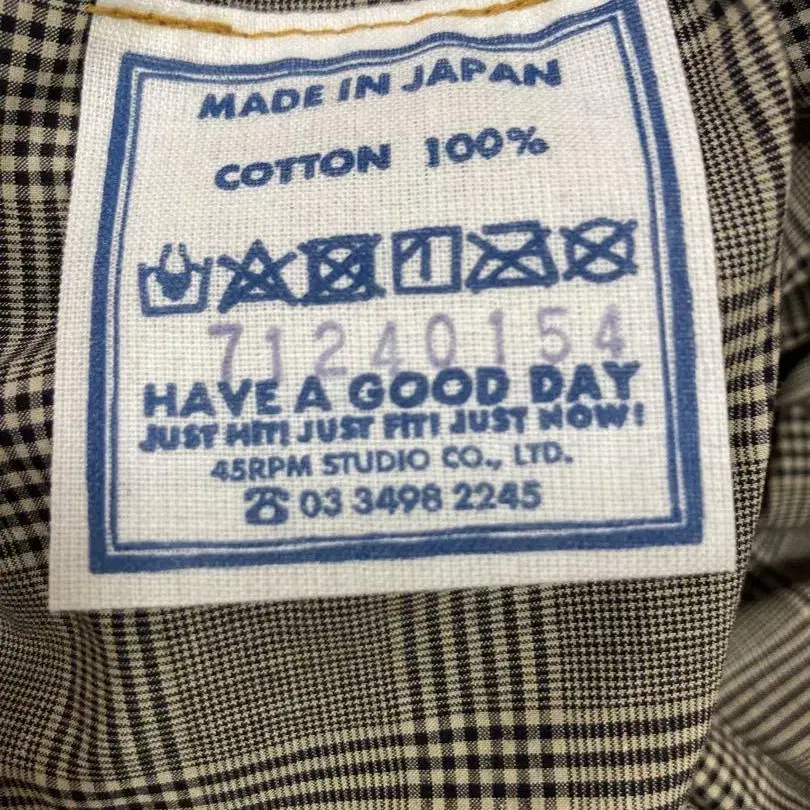 MADE IN JAPAN
COTTON 100%
71240154
HAVE A GOOD DAY
JUST HIT! JUST FIT! JUST NOW!
45RPM STUDIO CO., LTD.
☎ 03 3498 2245